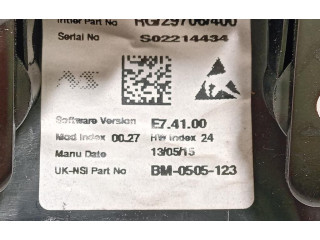 Intier Part No RG/29706/400
Serial No S02214434
Software Version E7.41.00
Mod Index 00.27 HW Index 24
Manu Date 13/05/15
UK-NSI Part No BM-0505-123